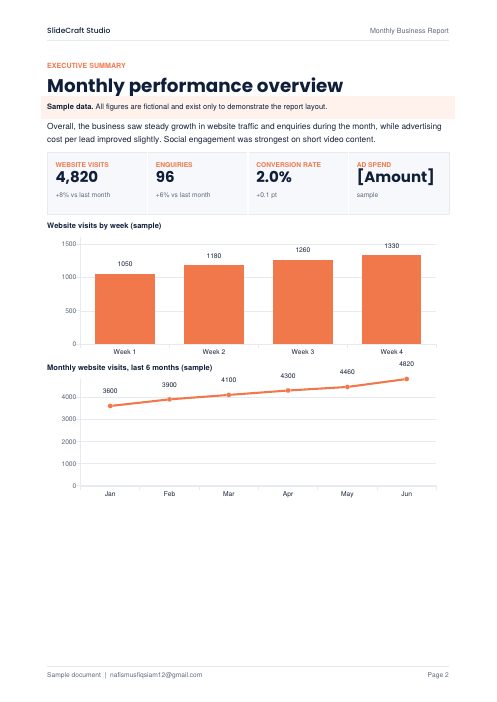 SlideCraft Studio
Monthly Business Report
EXECUTIVE SUMMARY
Monthly performance overview
Sample data. All figures are fictional and exist only to demonstrate the report layout.
Overall, the business saw steady growth in website traffic and enquiries during the month, while advertising
cost per lead improved slightly. Social engagement was strongest on short video content.
WEBSITE VISITS
4,820
+8% vs last month
ENQUIRIES
96
+6% vs last month
CONVERSION RATE
2.0%
+0.1 pt
AD SPEND
[Amount]
sample
Website visits by week (sample)
1500
1000
500
0
1050
1180
1260
1330
Week 1
Week 2
Week 3
Week 4
Monthly website visits, last 6 months (sample)
4000
3000
2000
1000
0
3600
3900
4100
4300
4460
4820
Jan
Feb
Mar
Apr
May
Jun
Sample document | nafismusfiqsiam12@gmail.com
Page 2